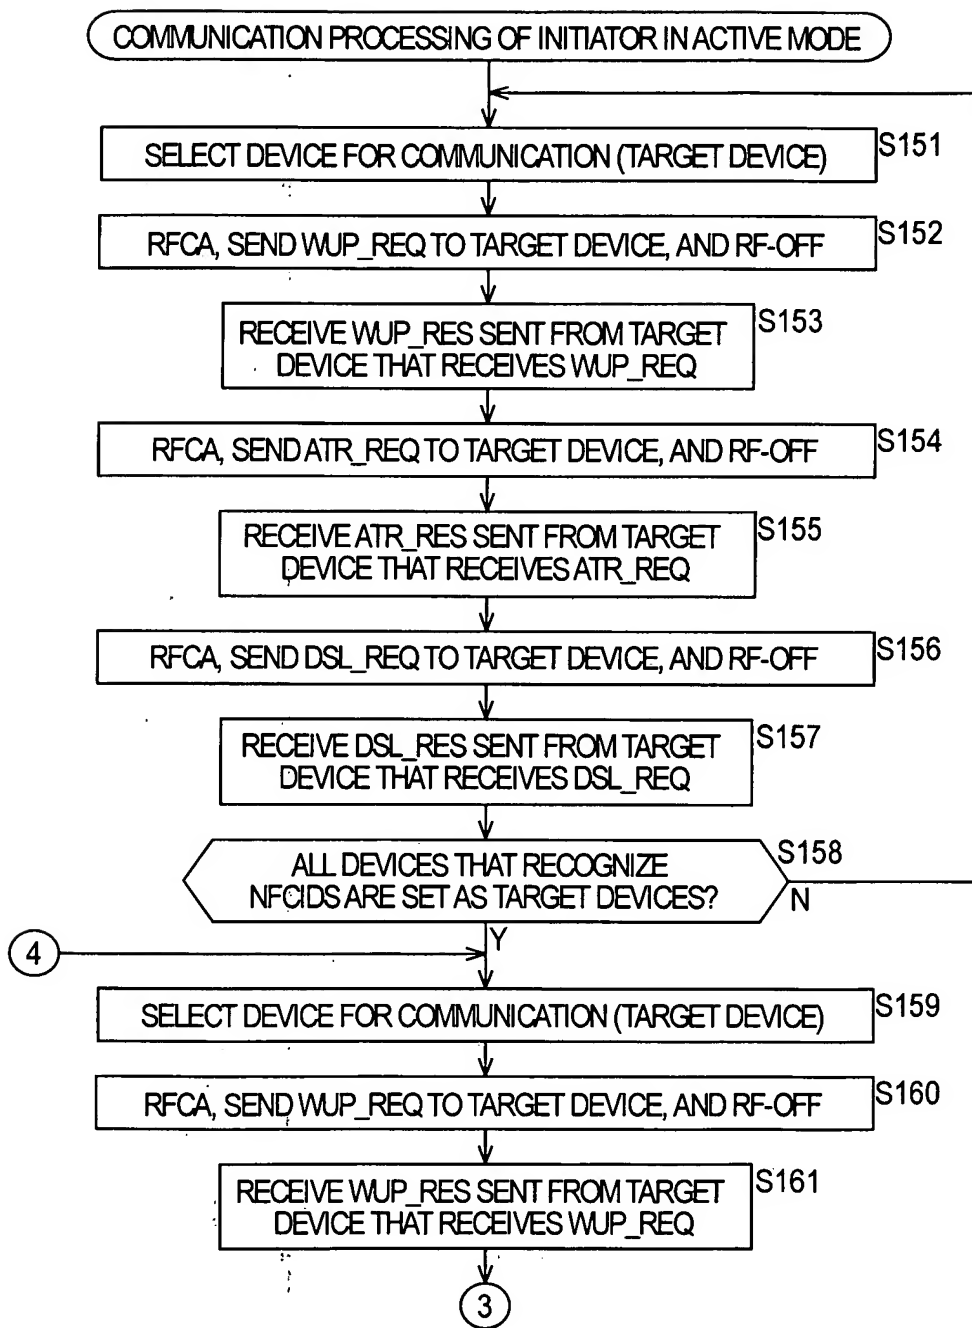 COMMUNICATION PROCESSING OF INITIATOR IN ACTIVE MODE
SELECT DEVICE FOR COMMUNICATION (TARGET DEVICE)
S151
RFCA, SEND WUP_REQ TO TARGET DEVICE, AND RF-OFF
S152
RECEIVE WUP_RES SENT FROM TARGET
DEVICE THAT RECEIVES WUP_REQ
S153
RFCA, SEND ATR_REQ TO TARGET DEVICE, AND RF-OFF
S154
RECEIVE ATR_RES SENT FROM TARGET
DEVICE THAT RECEIVES ATR_REQ
S155
RFCA, SEND DSL_REQ TO TARGET DEVICE, AND RF-OFF
S156
RECEIVE DSL_RES SENT FROM TARGET
DEVICE THAT RECEIVES DSL_REQ
S157
ALL DEVICES THAT RECOGNIZE
NFCIDS ARE SET AS TARGET DEVICES?
S158
N
Y
4
SELECT DEVICE FOR COMMUNICATION (TARGET DEVICE)
S159
RFCA, SEND WUP_REQ TO TARGET DEVICE, AND RF-OFF
S160
RECEIVE WUP_RES SENT FROM TARGET
DEVICE THAT RECEIVES WUP_REQ
S161
3